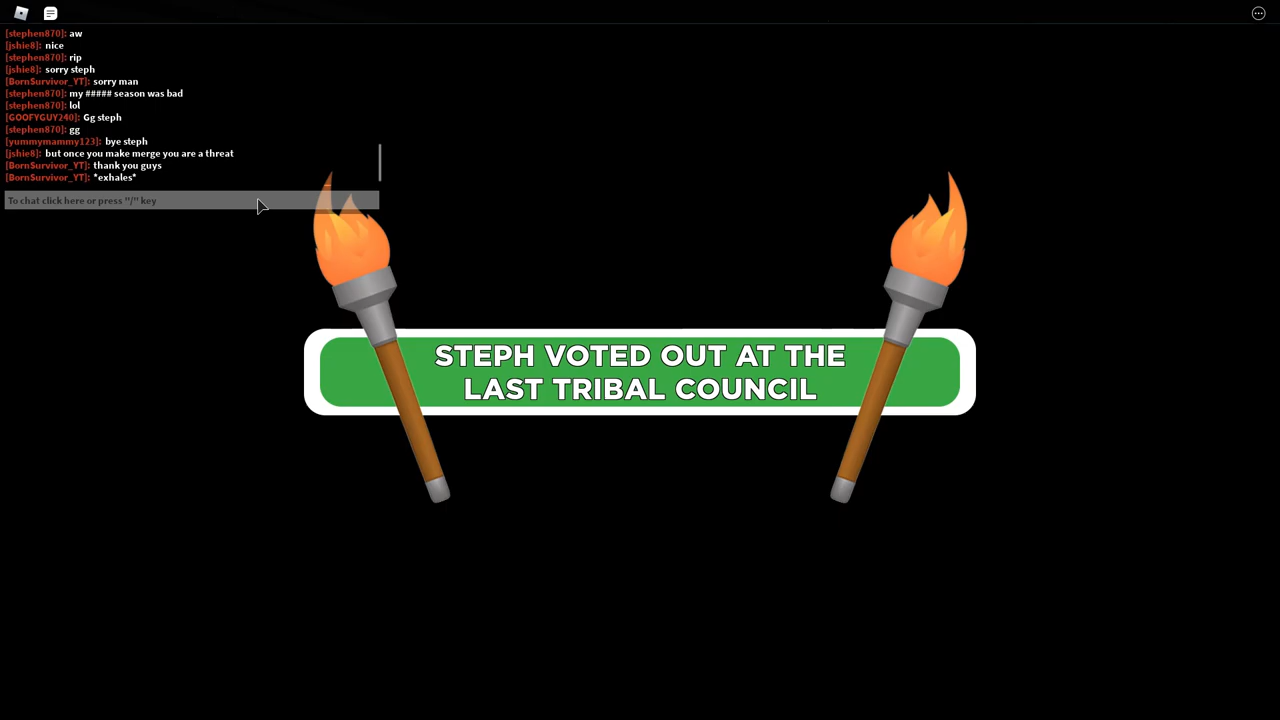 [stephen870]: aw
[jshie8]: nice
[stephen870]: rip
[jshie8]: sorry steph
[BornSurvivor_YT]: sorry man
[stephen870]: my ##### season was bad
[stephen870]: lol
[GOOFYGUY240]: Gg steph
[stephen870]: gg
[yummymammy123]: bye steph
[jshie8]: but once you make merge you are a threat
[BornSurvivor_YT]: thank you guys
[BornSurvivor_YT]: *exhales*
To chat click here or press "/" key
STEPH VOTED OUT AT THE
LAST TRIBAL COUNCIL